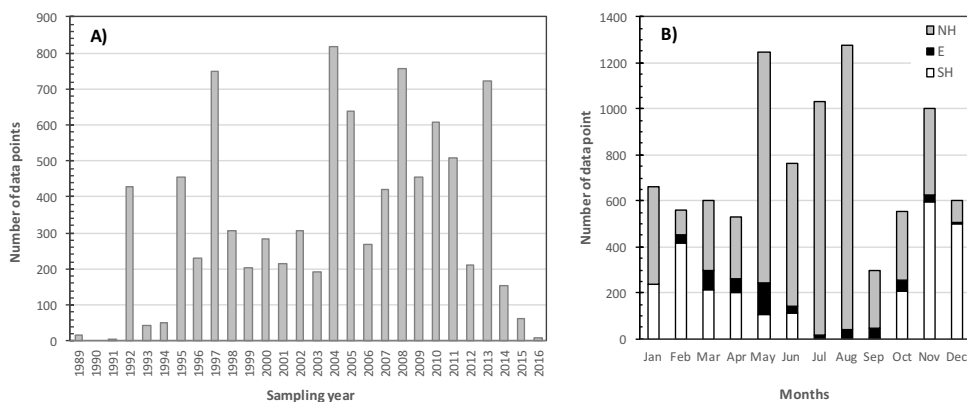 A)
Number of data points
900
800
700
600
500
400
300
200
100
0
1989 1990 1991 1992 1993 1994 1995 1996 1997 1998 1999 2000 2001 2002 2003 2004 2005 2006 2007 2008 2009 2010 2011 2012 2013 2014 2015 2016
Sampling year
B)
NH
E
SH
Number of data point
1400
1200
1000
800
600
400
200
0
Jan Feb Mar Apr May Jun Jul Aug Sep Oct Nov Dec
Months